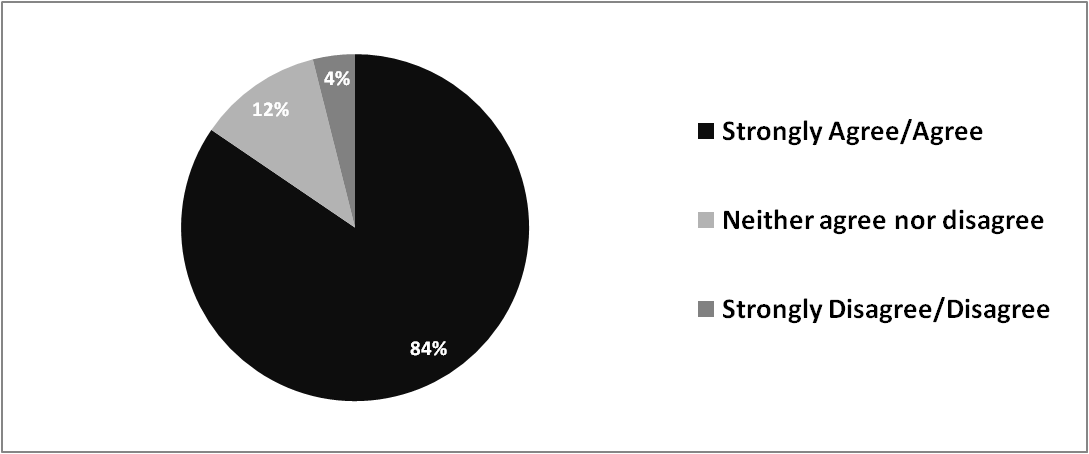 4%
12%
84%
Strongly Agree/Agree
Neither agree nor disagree
Strongly Disagree/Disagree